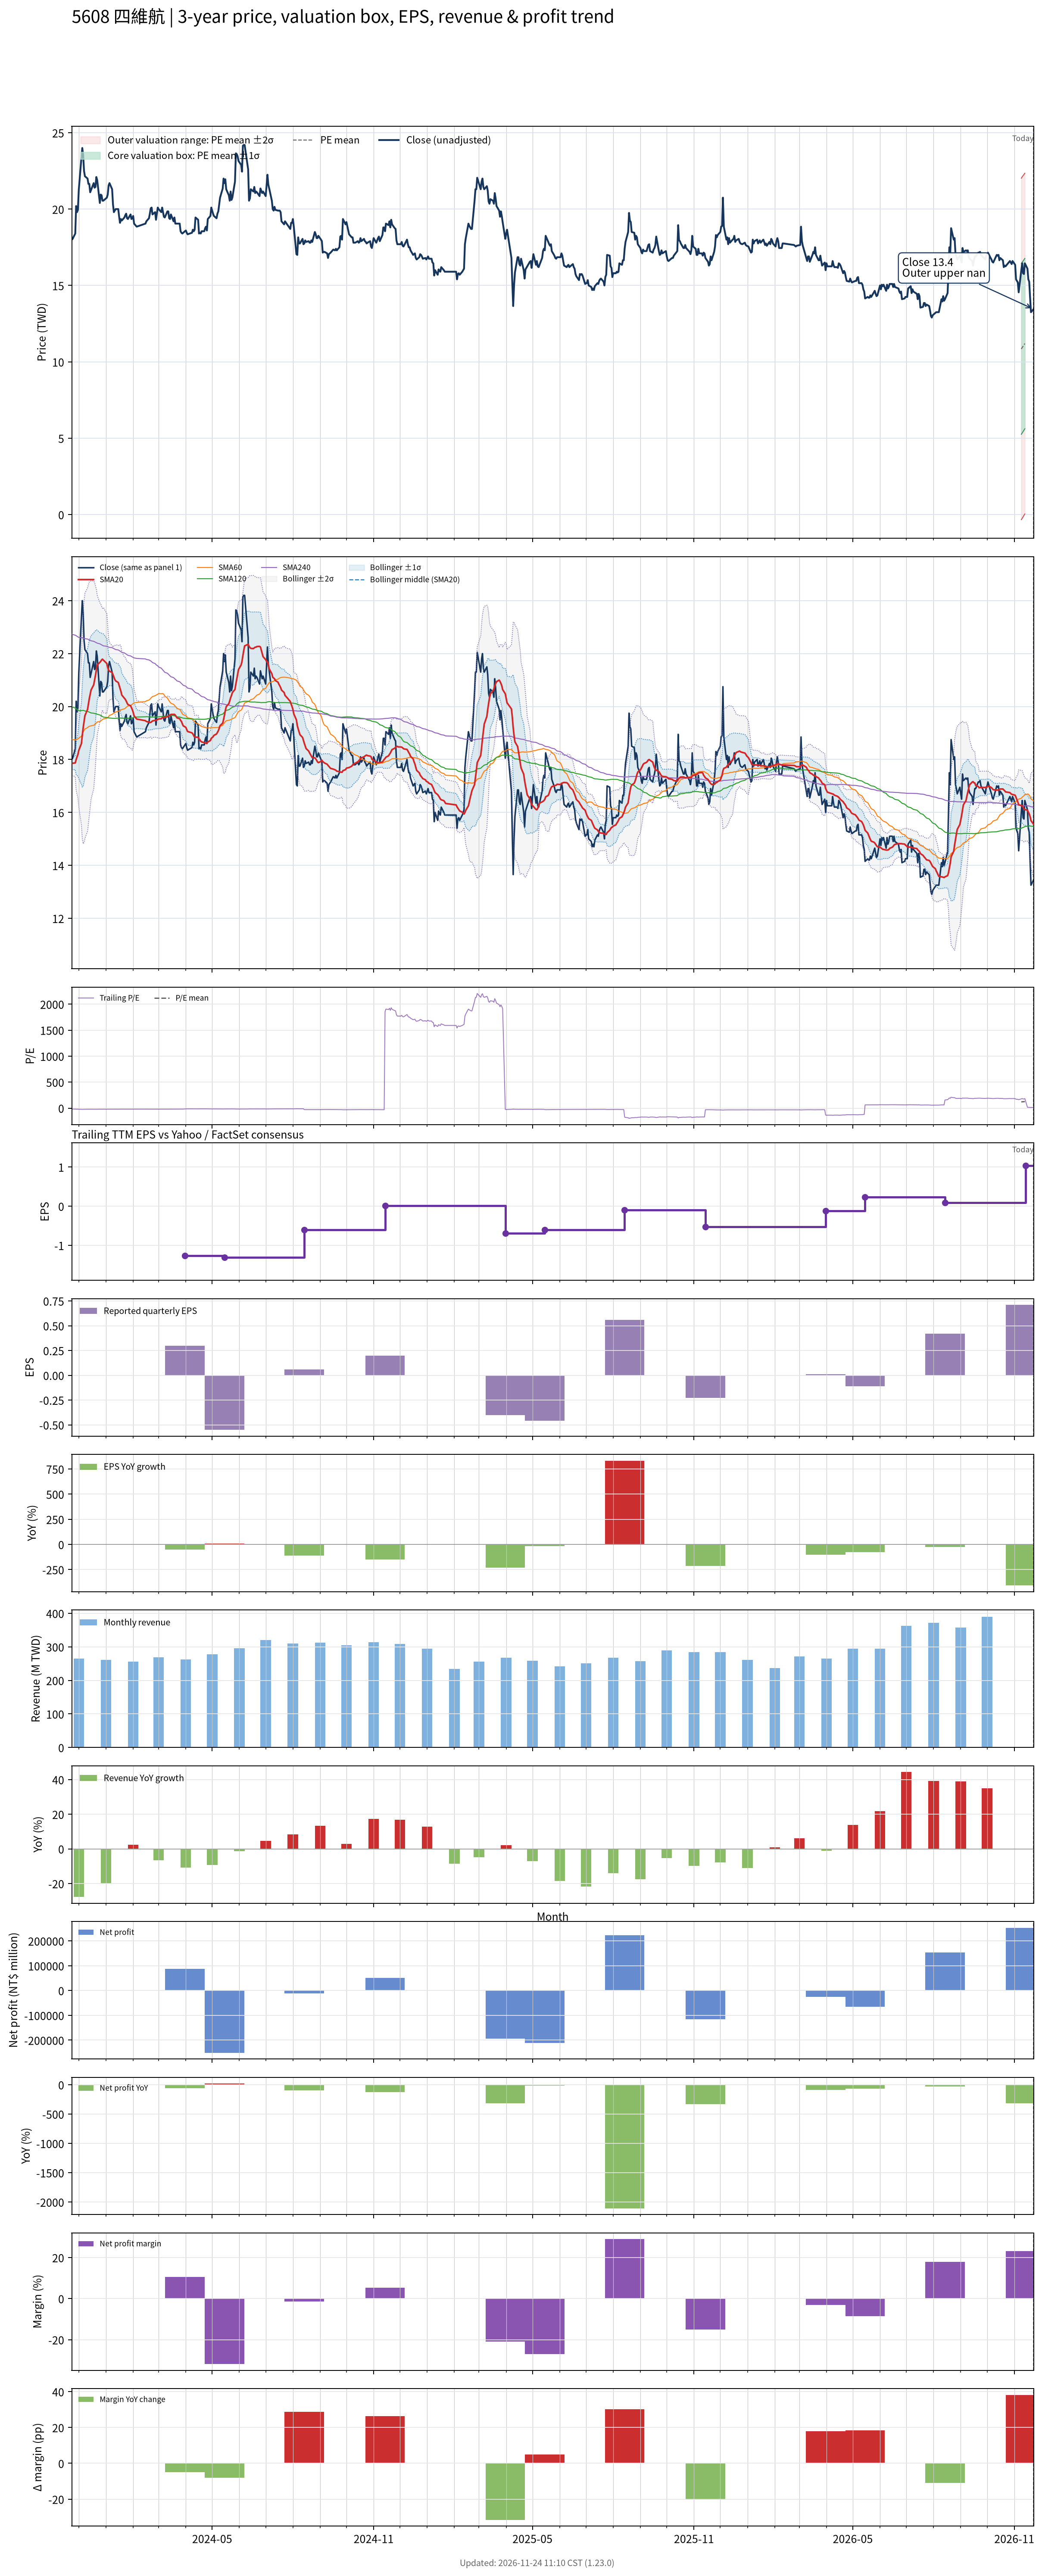 5608 四維航 | 3-year price, valuation box, EPS, revenue & profit trend
Outer valuation range: PE mean ±2σ
PE mean
Close (unadjusted)
Core valuation box: PE mean ±1σ
Today
Close 13.4
Outer upper nan
Price (TWD)
25
20
15
10
5
0
Close (same as panel 1)
SMA60
SMA240
Bollinger ±1σ
SMA20
SMA120
Bollinger ±2σ
Bollinger middle (SMA20)
Price
24
22
20
18
16
14
12
Trailing P/E
P/E mean
P/E
2000
1500
1000
500
0
Trailing TTM EPS vs Yahoo / FactSet consensus
Today
EPS
1
0
-1
Reported quarterly EPS
EPS
0.75
0.50
0.25
0.00
-0.25
-0.50
EPS YoY growth
YoY (%)
750
500
250
0
-250
Monthly revenue
Revenue (M TWD)
400
300
200
100
0
Revenue YoY growth
YoY (%)
40
20
0
-20
Month
Net profit
Net profit (NT$ million)
200000
100000
0
-100000
-200000
Net profit YoY
YoY (%)
0
-500
-1000
-1500
-2000
Net profit margin
Margin (%)
20
0
-20
Margin YoY change
Δ margin (pp)
40
20
0
-20
2024-05
2024-11
2025-05
2025-11
2026-05
2026-11
Updated: 2026-11-24 11:10 CST (1.23.0)